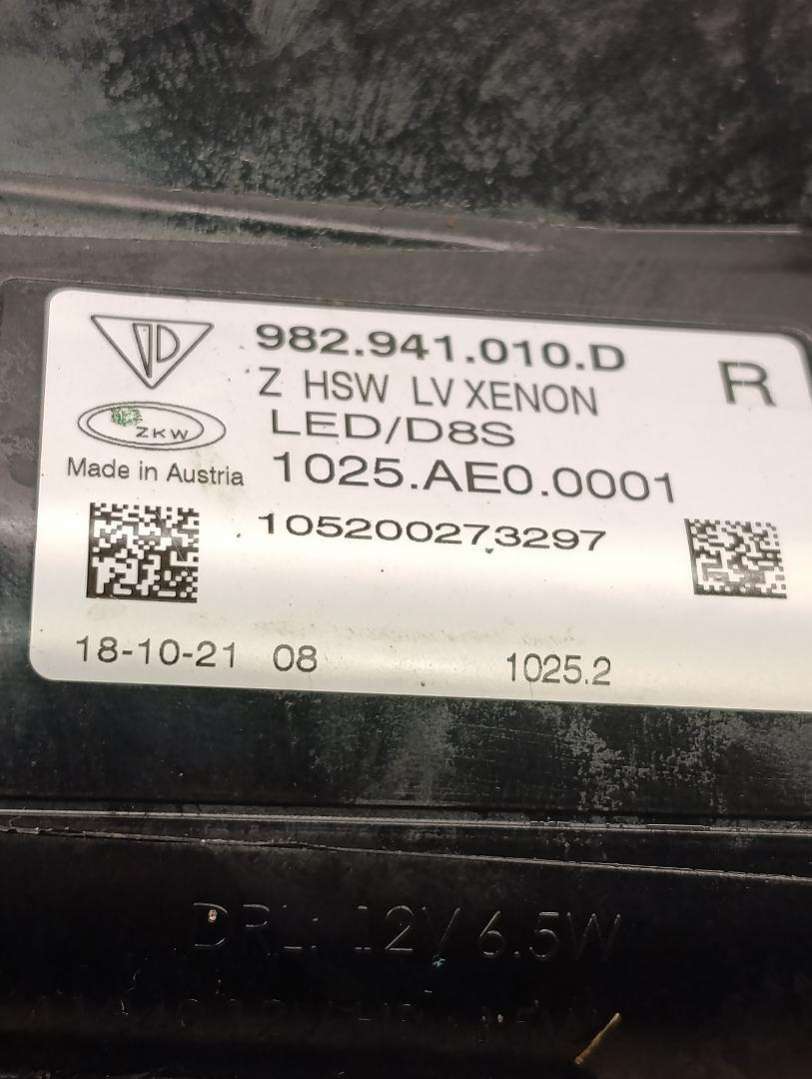 982.941.010.D
R
Z HSW LV XENON
ZKW
LED/D8S
Made in Austria
1025.AE0.0001
105200273297
18-10-21 08
1025.2
DRL: 12V 6.5W